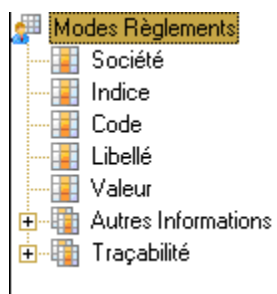 Modes Règlements
Société
Indice
Code
Libellé
Valeur
Autres Informations
Traçabilité